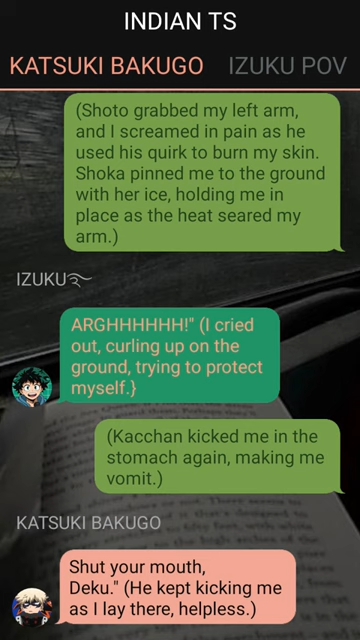 INDIAN TS
KATSUKI BAKUGO IZUKU POV
(Shoto grabbed my left arm,
and I screamed in pain as he
used his quirk to burn my skin.
Shoka pinned me to the ground
with her ice, holding me in
place as the heat seared my
arm.)
IZUKU
ARGHHHHHH!" (I cried
out, curling up on the
ground, trying to protect
myself.}
(Kacchan kicked me in the
stomach again, making me
vomit.)
KATSUKI BAKUGO
Shut your mouth,
Deku." (He kept kicking me
as I lay there, helpless.)